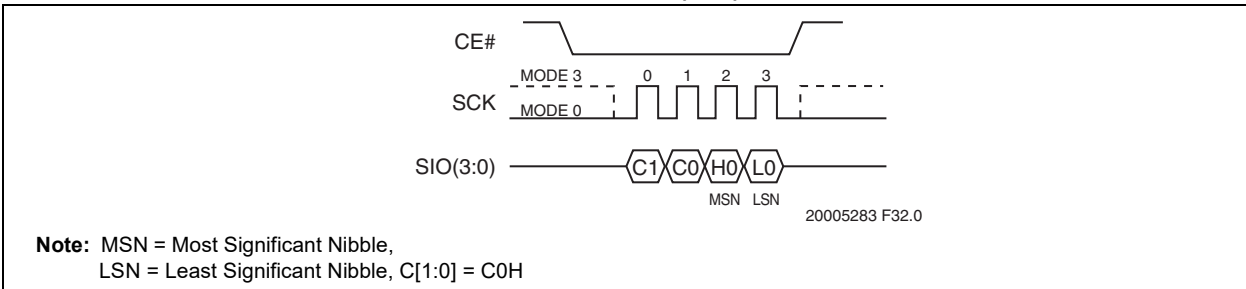 CE#
MODE 3 0 1 2 3
SCK
MODE 0
SIO(3:0) C1 C0 H0 L0
MSN LSN
20005283 F32.0
Note: MSN = Most Significant Nibble,
LSN = Least Significant Nibble, C[1:0] = C0H